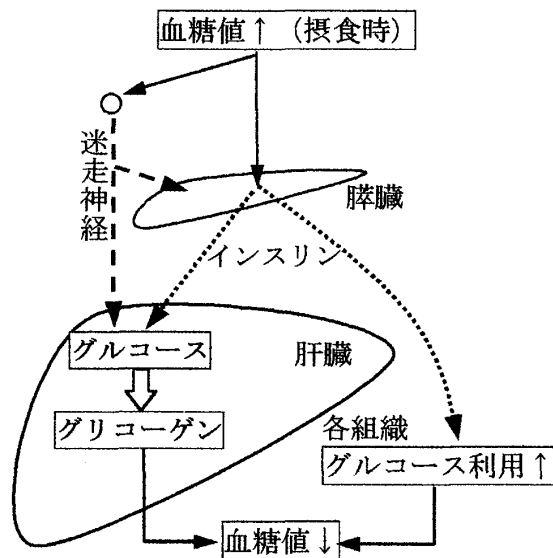 血糖値↑（摂食時）
迷走神経
膵臓
インスリン
グルコース
肝臓
グリコーゲン
各組織
グルコース利用↑
血糖値↓